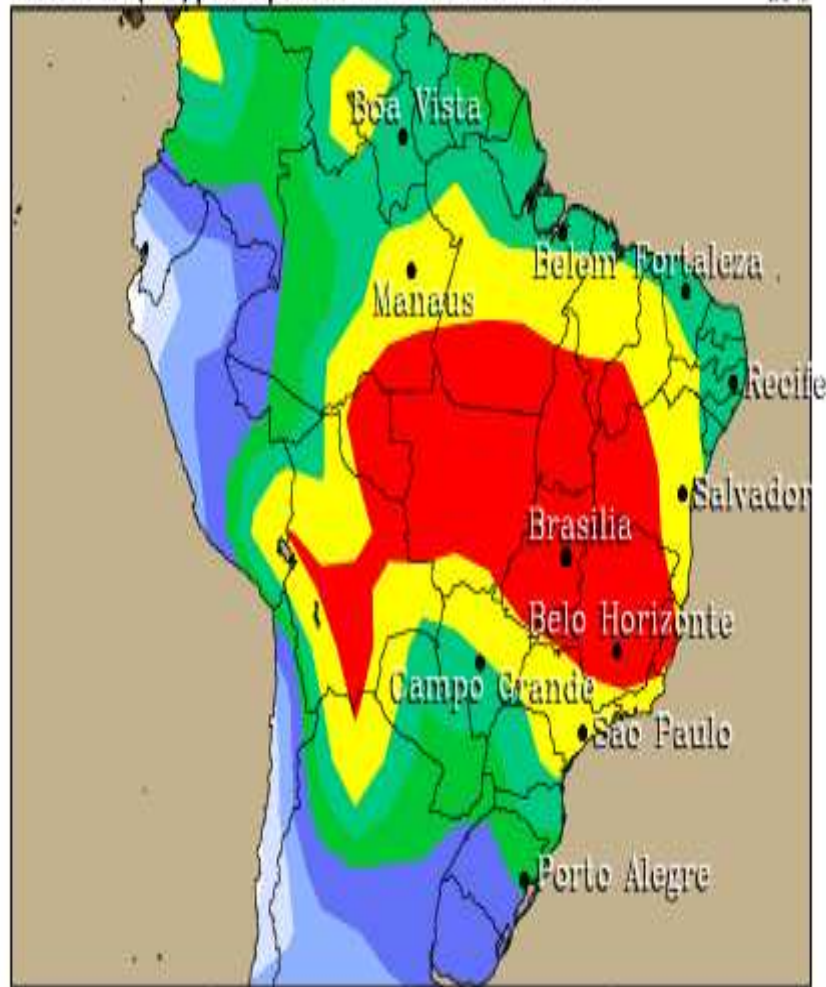 Boa Vista
Belem Fortaleza
Manaus
Recife
Salvador
Brasilia
Belo Horizonte
Campo Grande
Sao Paulo
Porto Alegre